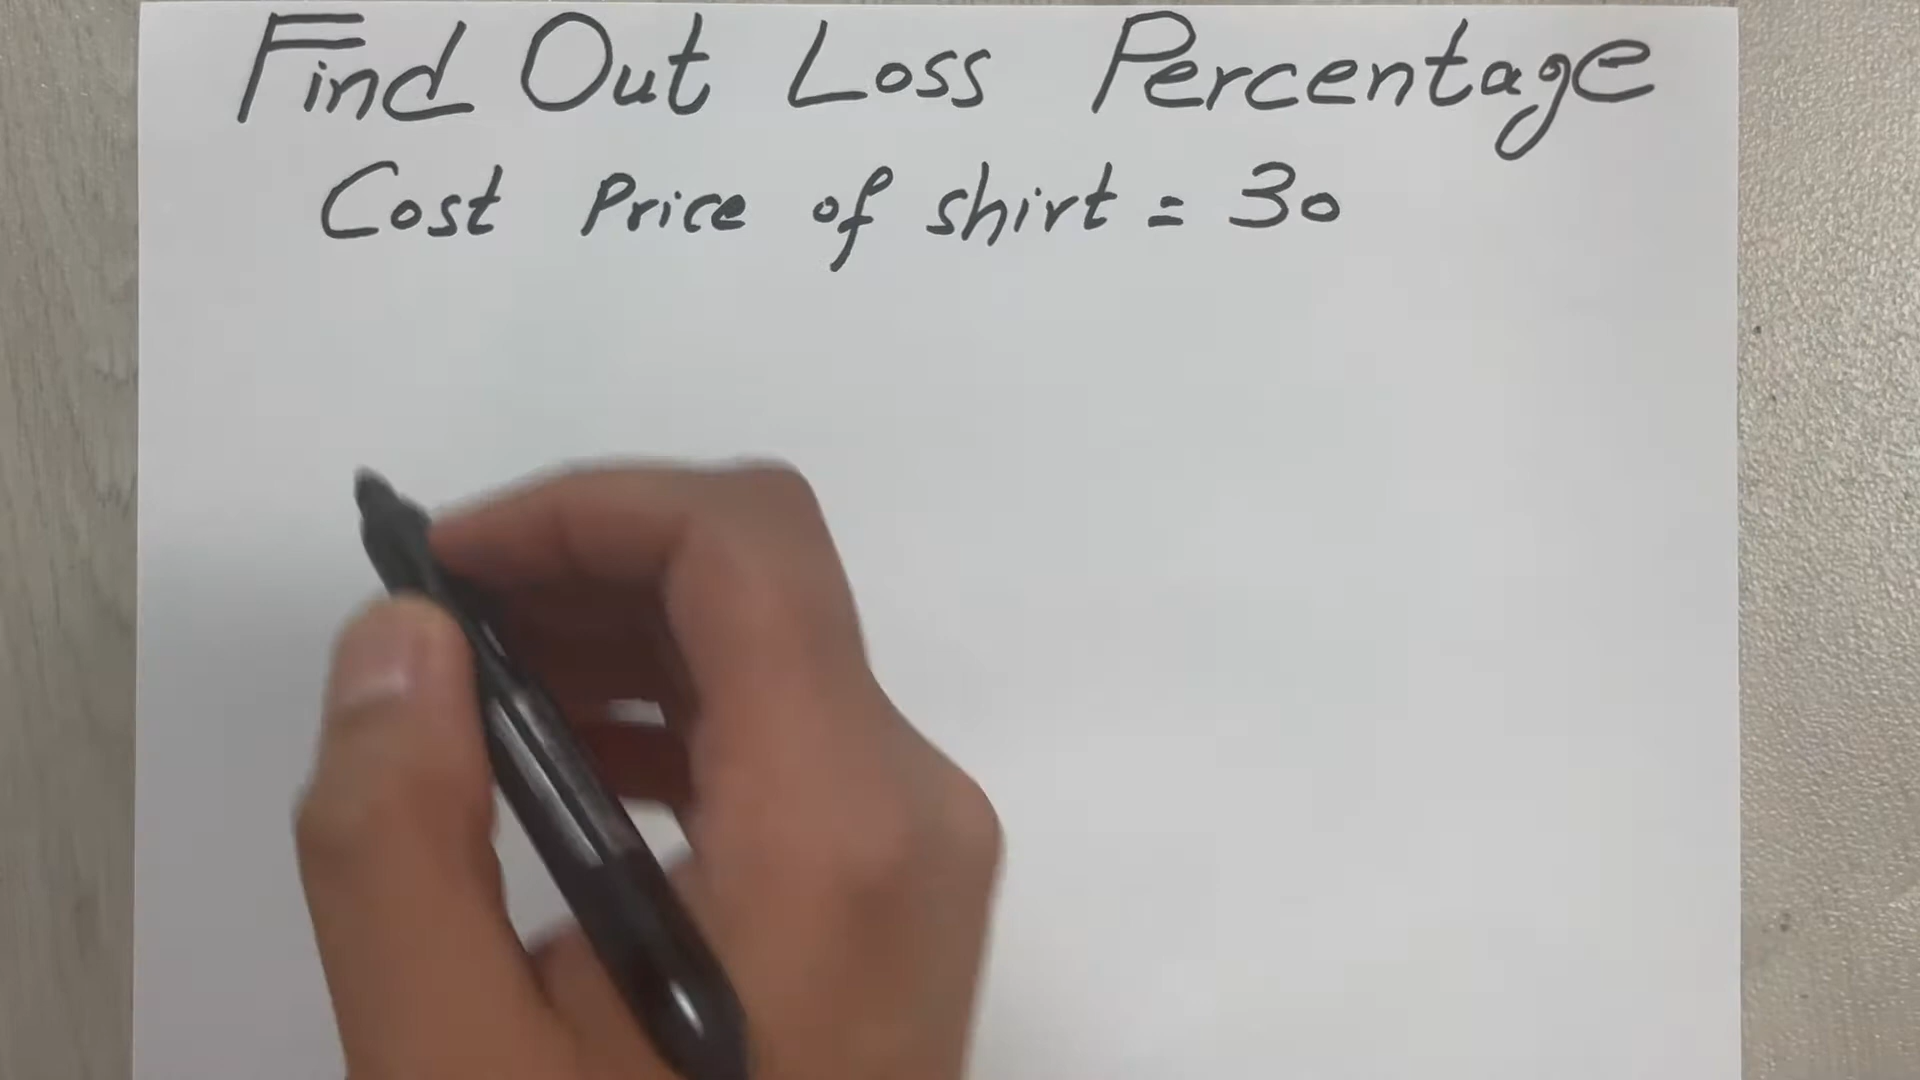 Find Out Loss Percentage
Cost Price of shirt = 30